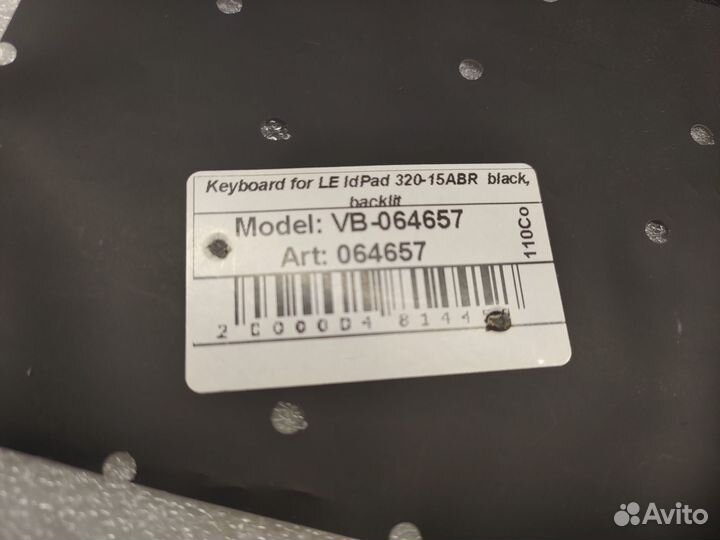 Keyboard for LE IdPad 320-15ABR black,
backlit
Model: VB-064657
Art: 064657
110Co
Avito